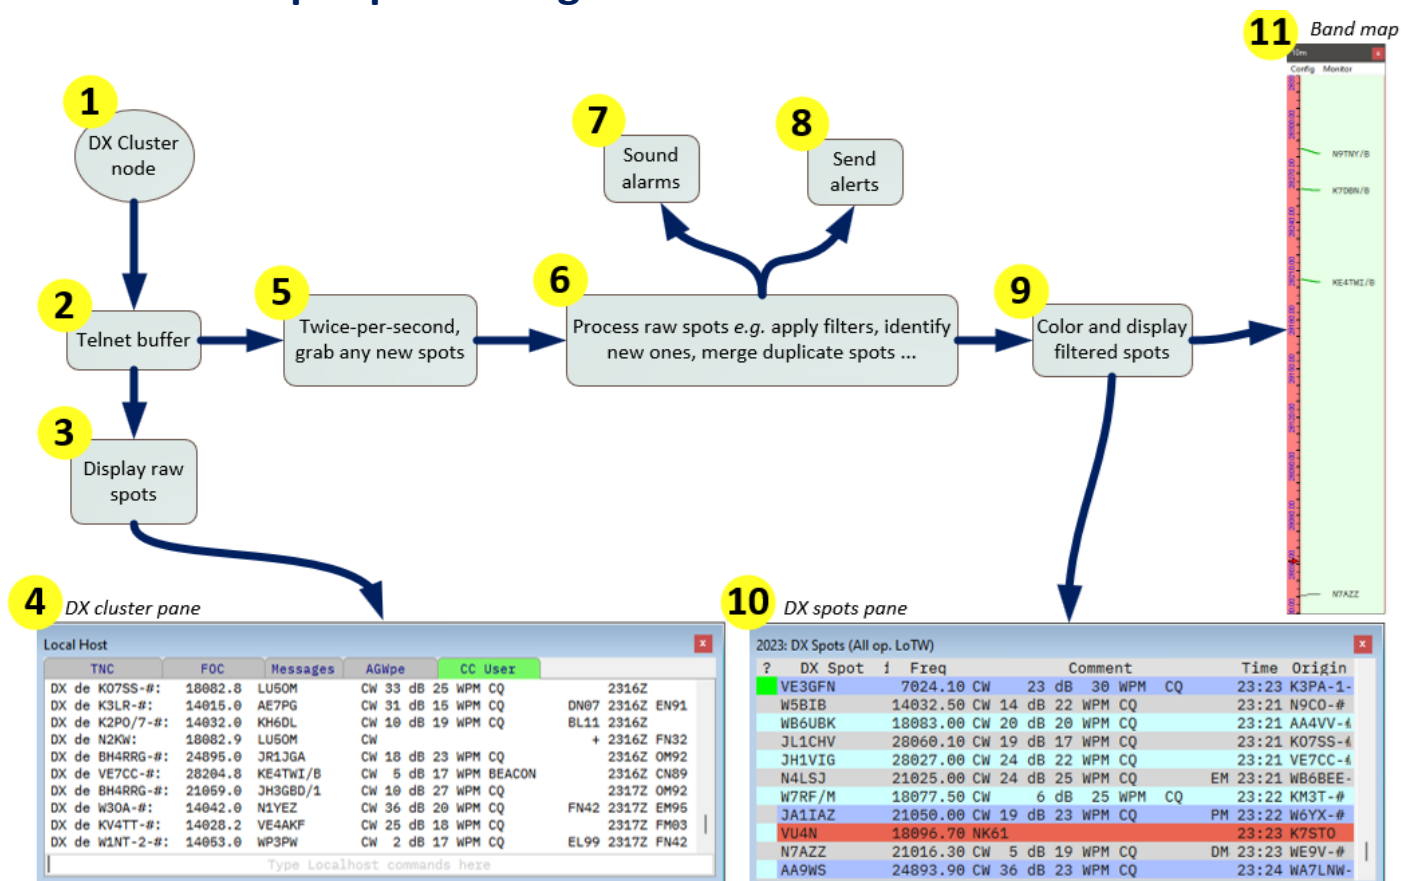 11 Band map
10m
Config Monitor
N9TNY/B
K7DBN/B
KE4TWI/B
N7AZZ
1
DX Cluster
node
2
Telnet buffer
3
Display raw
spots
5
Twice-per-second,
grab any new spots
6
Process raw spots e.g. apply filters, identify
new ones, merge duplicate spots ...
7
Sound
alarms
8
Send
alerts
9
Color and display
filtered spots
4 DX cluster pane
Local Host
TNC FOC Messages AGWpe CC User
DX de KO7SS-#: 18082.8 LU5OM CW 33 dB 25 WPM CQ 2316Z
DX de K3LR-#: 14015.0 AE7PG CW 31 dB 15 WPM CQ DN07 2316Z EN91
DX de K2PO/7-#: 14032.0 KH6DL CW 10 dB 19 WPM CQ BL11 2316Z
DX de N2KW: 18082.9 LU5OM CW + 2316Z FN32
DX de BH4RRG-#: 24895.0 JR1JGA CW 18 dB 23 WPM CQ 2316Z OM92
DX de VE7CC-#: 28204.8 KE4TWI/B CW 5 dB 17 WPM BEACON 2316Z CN89
DX de BH4RRG-#: 21059.0 JH3GBD/1 CW 10 dB 27 WPM CQ 2317Z OM92
DX de W3OA-#: 14042.0 N1YEZ CW 36 dB 20 WPM CQ FN42 2317Z EM95
DX de KV4TT-#: 14028.2 VE4AKF CW 25 dB 18 WPM CQ 2317Z FM03
DX de W1NT-2-#: 14053.0 WP3PW CW 2 dB 17 WPM CQ EL99 2317Z FN42
Type Localhost commands here
10 DX spots pane
2023: DX Spots (All op. LoTW)
? DX Spot i Freq Comment Time Origin
VE3GFN 7024.10 CW 23 dB 30 WPM CQ 23:23 K3PA-1-
W5BIB 14032.50 CW 14 dB 22 WPM CQ 23:21 N9CO-#
WB6UBK 18083.00 CW 20 dB 20 WPM CQ 23:21 AA4VV-#
JL1CHV 28060.10 CW 19 dB 17 WPM CQ 23:21 KO7SS-#
JH1VIG 28027.00 CW 24 dB 22 WPM CQ 23:21 VE7CC-#
N4LSJ 21025.00 CW 24 dB 25 WPM CQ EM 23:21 WB6BEE-
W7RF/M 18077.50 CW 6 dB 25 WPM CQ 23:22 KM3T-#
JA1IAZ 21050.00 CW 19 dB 23 WPM CQ PM 23:22 W6YX-#
VU4N 18096.70 NK61 23:23 K7STO
N7AZZ 21016.30 CW 5 dB 19 WPM CQ DM 23:23 WE9V-#
AA9WS 24893.90 CW 36 dB 23 WPM CQ 23:24 WA7LNW-